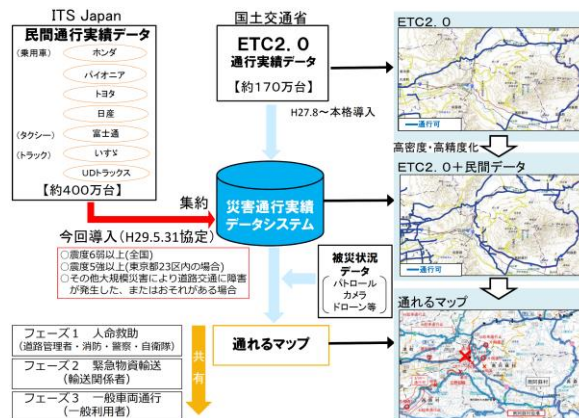 ITS Japan
民間通行実績データ
(乗用車)
ホンダ
パイオニア
トヨタ
日産
(タクシー)
富士通
(トラック)
いすゞ
UDトラックス
【約400万台】
国土交通省
ETC2.0
通行実績データ
【約170万台】
H27.8~本格導入
集約
災害通行実績
データシステム
今回導入(H29.5.31協定)
○震度6弱以上(全国)
○震度5強以上(東京都23区内の場合)
○その他大規模災害により道路交通に障害
が発生した、またはおそれがある場合
被災状況
データ
パトロール
カメラ
ドローン等
通れるマップ
フェーズ1 人命救助
(道路管理者・消防・警察・自衛隊)
フェーズ2 緊急物資輸送
(輸送関係者)
フェーズ3 一般車両通行
(一般利用者)
共有
ETC2.0
通行可
高密度・高精度化
ETC2.0+民間データ
通行可
通れるマップ